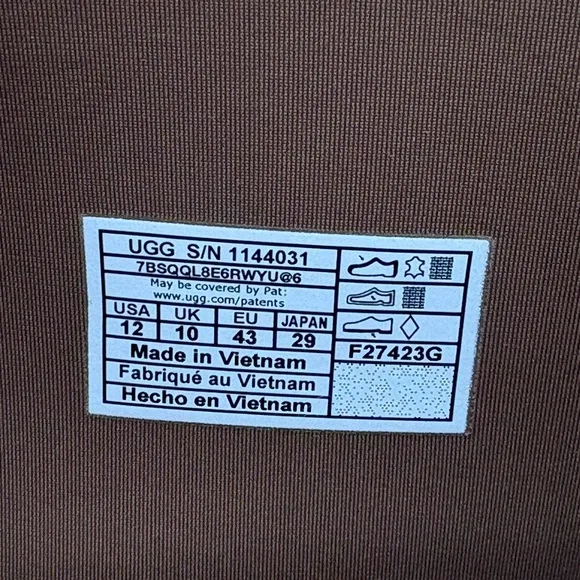 UGG S/N 1144031
7BSQQL8E6RWYU@6
May be covered by Pat:
www.ugg.com/patents
USA UK EU JAPAN
12 10 43 29
F27423G
Made in Vietnam
Fabriqué au Vietnam
Hecho en Vietnam